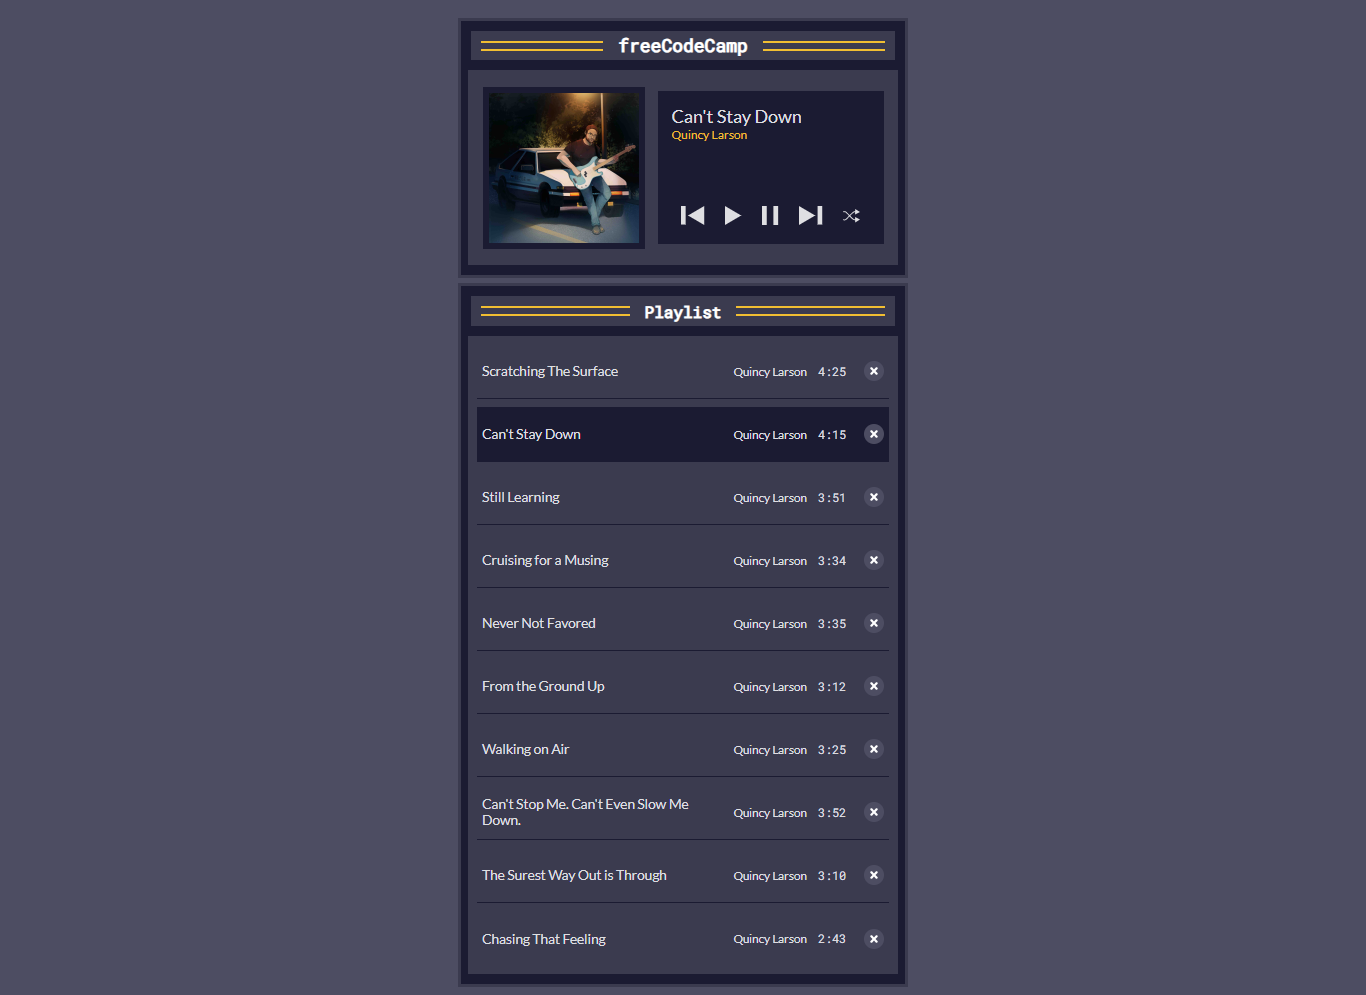 freeCodeCamp
Can't Stay Down
Quincy Larson
Playlist
Scratching The Surface Quincy Larson 4:25
Can't Stay Down Quincy Larson 4:15
Still Learning Quincy Larson 3:51
Cruising for a Musing Quincy Larson 3:34
Never Not Favored Quincy Larson 3:35
From the Ground Up Quincy Larson 3:12
Walking on Air Quincy Larson 3:25
Can't Stop Me. Can't Even Slow Me
Down. Quincy Larson 3:52
The Surest Way Out is Through Quincy Larson 3:10
Chasing That Feeling Quincy Larson 2:43